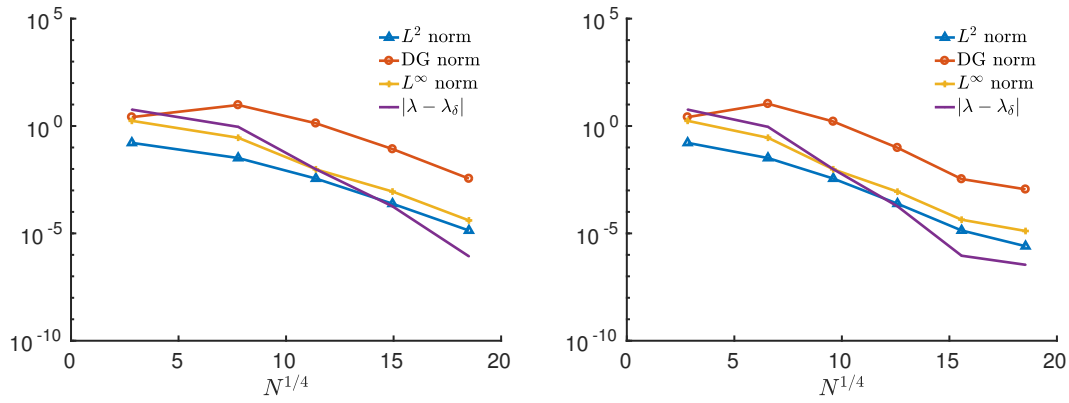 10^5
10^0
10^-5
10^-10
0 5 10 15 20
N^{1/4}
L^2 norm
DG norm
L^∞ norm
|λ − λ_δ|
10^5
10^0
10^-5
10^-10
0 5 10 15 20
N^{1/4}
L^2 norm
DG norm
L^∞ norm
|λ − λ_δ|